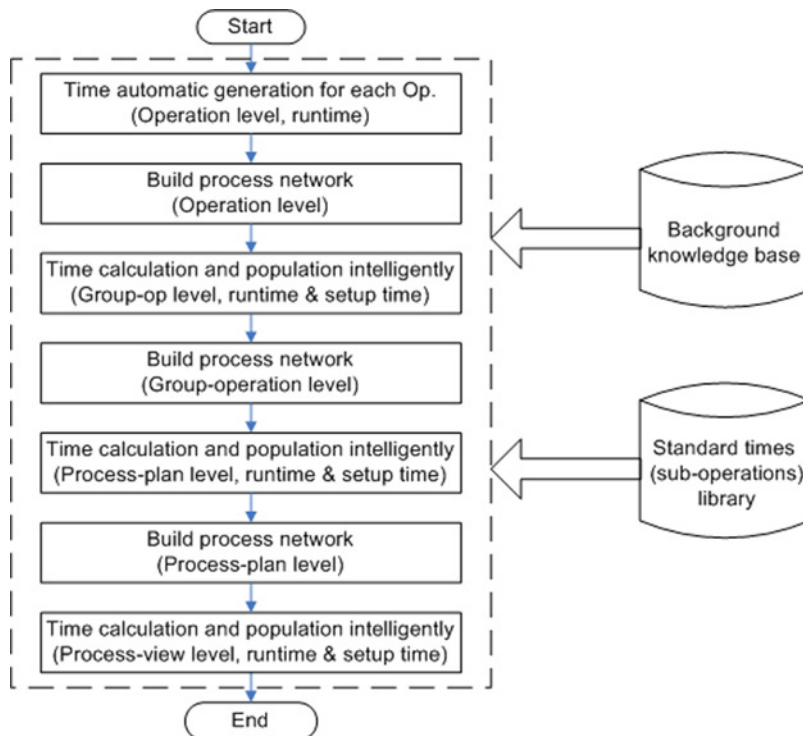 Start
Time automatic generation for each Op.
(Operation level, runtime)
Build process network
(Operation level)
Time calculation and population intelligently
(Group-op level, runtime & setup time)
Build process network
(Group-operation level)
Time calculation and population intelligently
(Process-plan level, runtime & setup time)
Build process network
(Process-plan level)
Time calculation and population intelligently
(Process-view level, runtime & setup time)
End
Background
knowledge base
Standard times
(sub-operations)
library